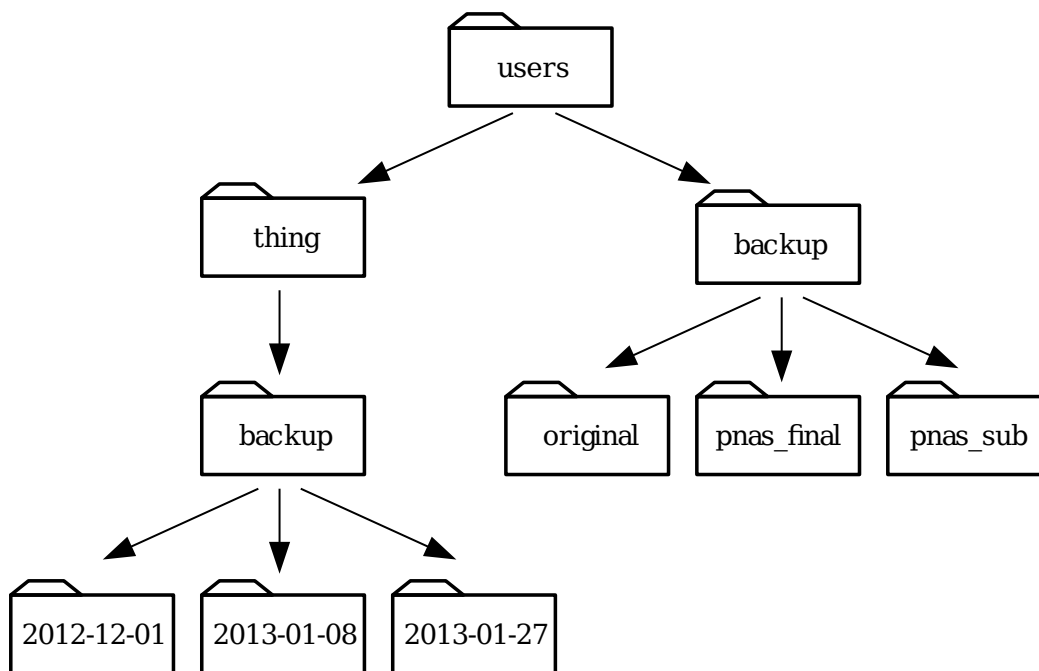 users
thing
backup
backup
original
pnas_final
pnas_sub
2012-12-01
2013-01-08
2013-01-27